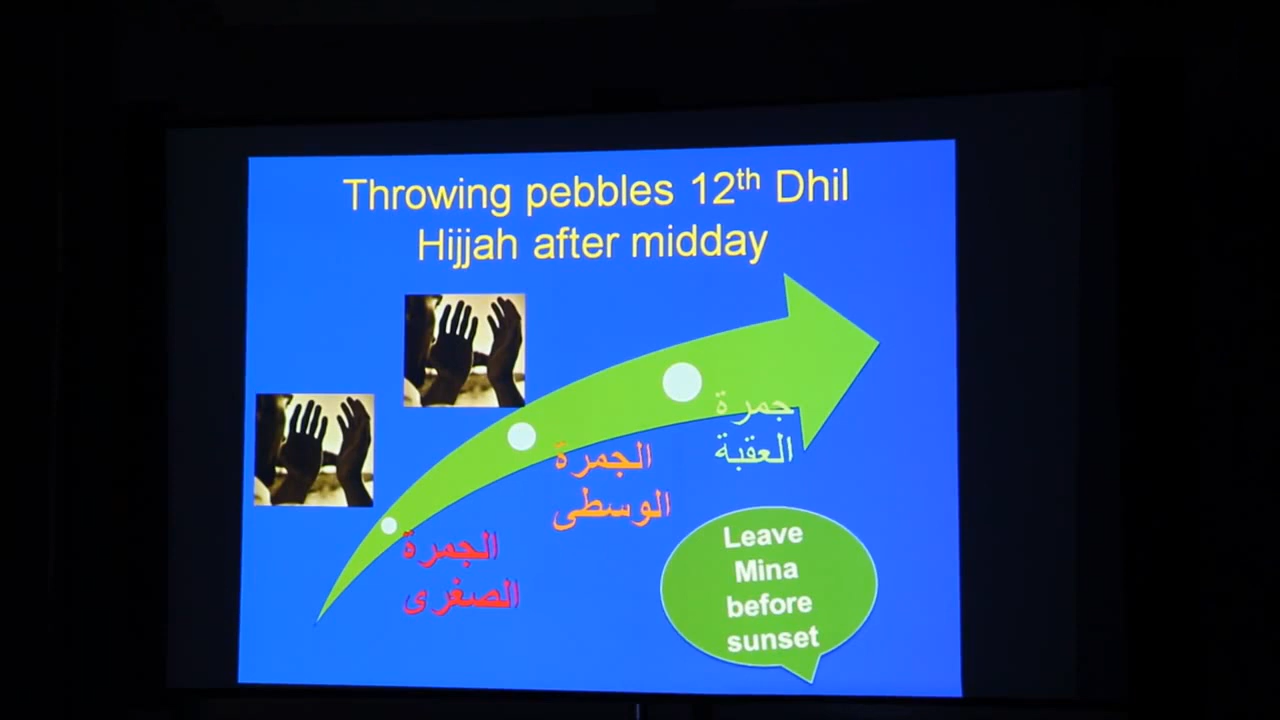 Throwing pebbles 12th Dhil
Hijjah after midday
جمرة
العقبة
الجمرة
الوسطى
الجمرة
الصغرى
Leave
Mina
before
sunset